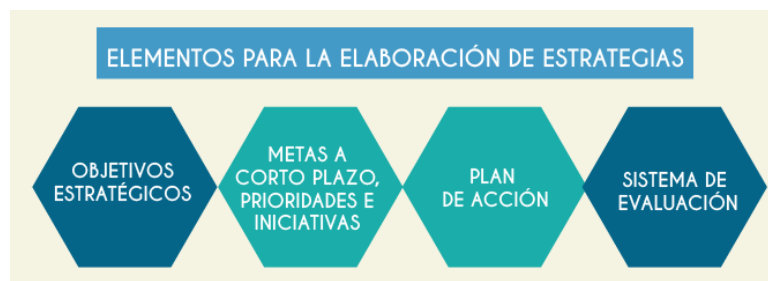 ELEMENTOS PARA LA ELABORACIÓN DE ESTRATEGIAS
OBJETIVOS
ESTRATÉGICOS
METAS A
CORTO PLAZO,
PRIORIDADES E
INICIATIVAS
PLAN
DE ACCIÓN
SISTEMA DE
EVALUACIÓN